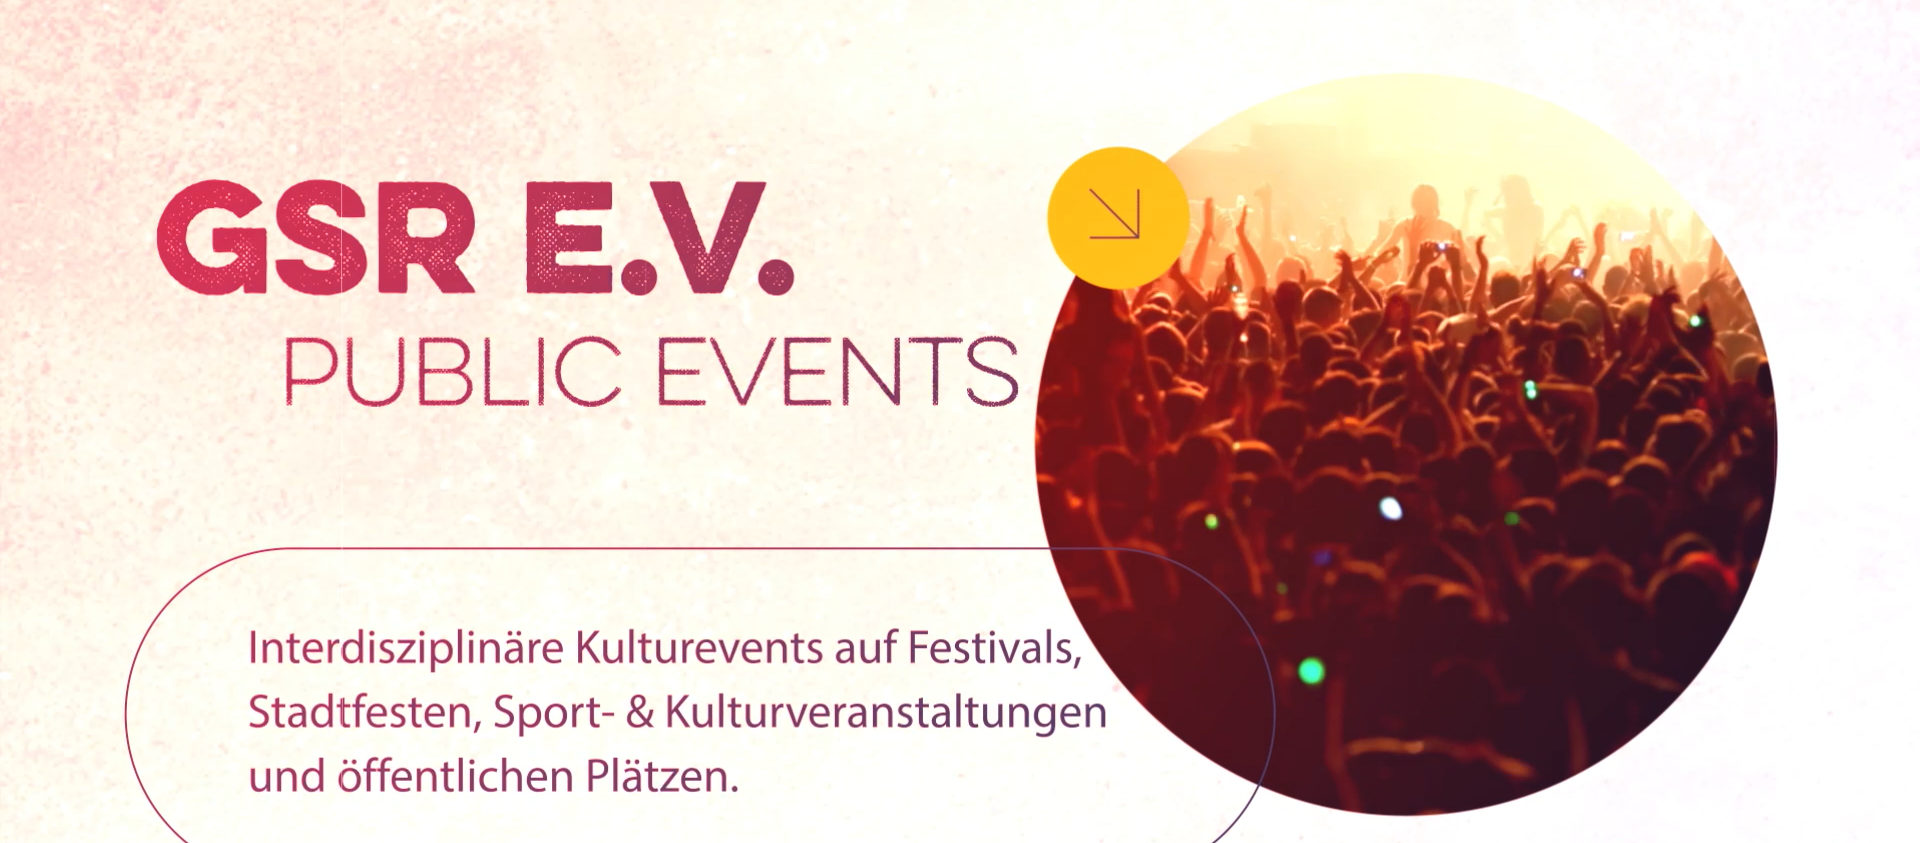 GSR E.V.
PUBLIC EVENTS
Interdisziplinäre Kulturevents auf Festivals,
Stadtfesten, Sport- & Kulturveranstaltungen
und öffentlichen Plätzen.